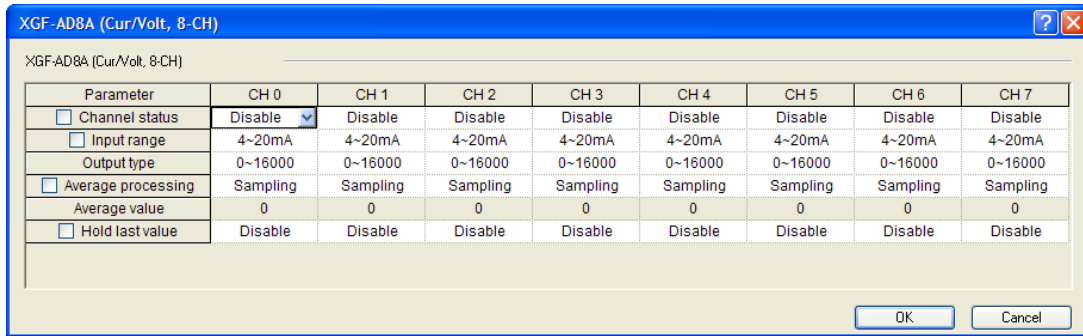 XGF-AD8A (Cur/Volt, 8-CH)
XGF-AD8A (Cur/Volt, 8-CH)
Parameter CH 0 CH 1 CH 2 CH 3 CH 4 CH 5 CH 6 CH 7
Channel status Disable Disable Disable Disable Disable Disable Disable Disable
Input range 4~20mA 4~20mA 4~20mA 4~20mA 4~20mA 4~20mA 4~20mA 4~20mA
Output type 0~16000 0~16000 0~16000 0~16000 0~16000 0~16000 0~16000 0~16000
Average processing Sampling Sampling Sampling Sampling Sampling Sampling Sampling Sampling
Average value 0 0 0 0 0 0 0 0
Hold last value Disable Disable Disable Disable Disable Disable Disable Disable
OK Cancel